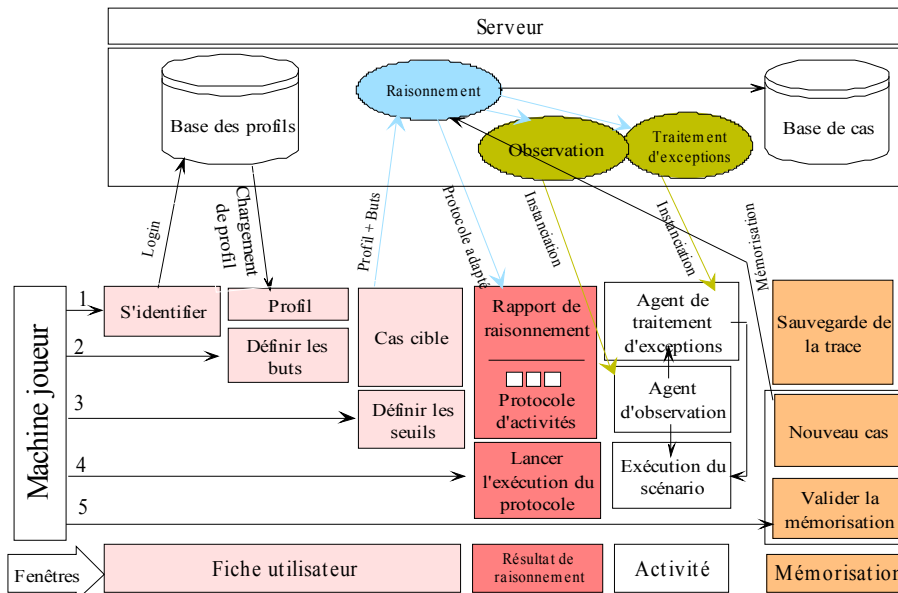 Serveur
Base des profils
Raisonnement
Observation
Traitement
d'exceptions
Base de cas
Login
Chargement
de profil
Profil + Buts
Protocole adapté
Instanciation
Instanciation
Mémorisation
Machine joueur
1
2
3
4
5
S'identifier
Profil
Définir les
buts
Cas cible
Définir les
seuils
Rapport de
raisonnement
Protocole
d'activités
Lancer
l'exécution du
protocole
Agent de
traitement
d'exceptions
Agent
d'observation
Exécution du
scénario
Sauvegarde de
la trace
Nouveau cas
Valider la
mémorisation
Fenêtres
Fiche utilisateur
Résultat de
raisonnement
Activité
Mémorisation